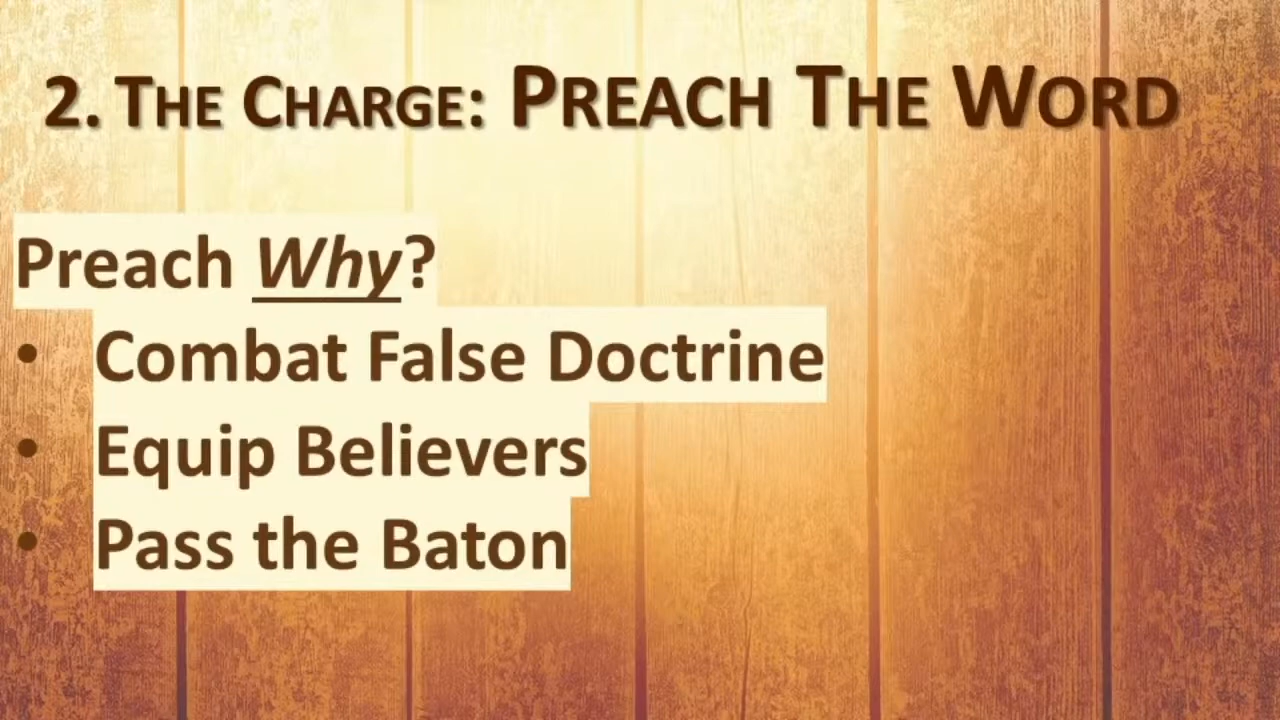 2. The Charge: Preach The Word
Preach Why?
• Combat False Doctrine
• Equip Believers
• Pass the Baton